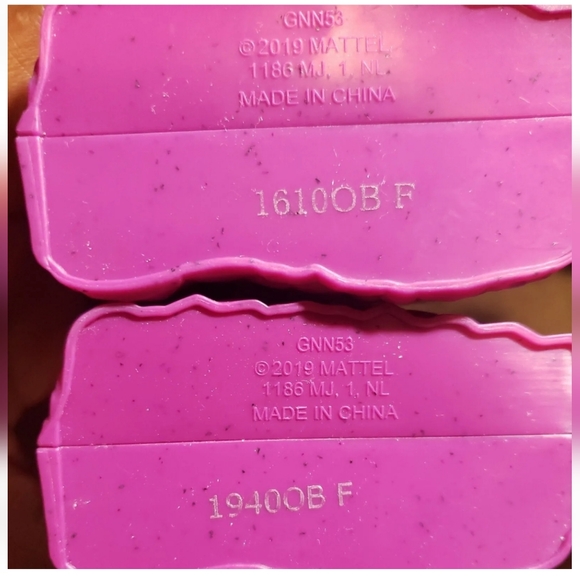 GNN53
©2019 MATTEL
1186 MJ, 1, NL
MADE IN CHINA
1610OB F
GNN53
©2019 MATTEL
1186 MJ, 1, NL
MADE IN CHINA
1940OB F